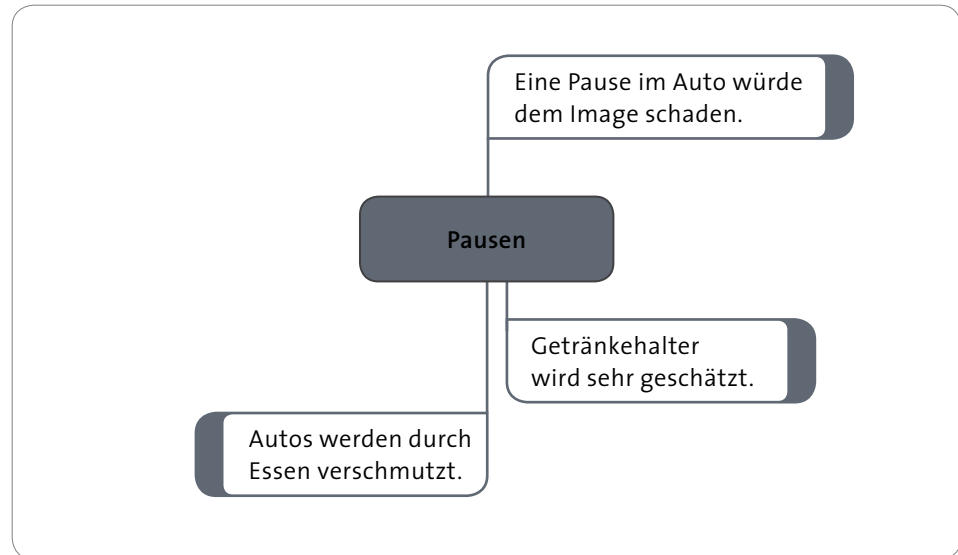 Eine Pause im Auto würde
dem Image schaden.
Pausen
Getränkehalter
wird sehr geschätzt.
Autos werden durch
Essen verschmutzt.